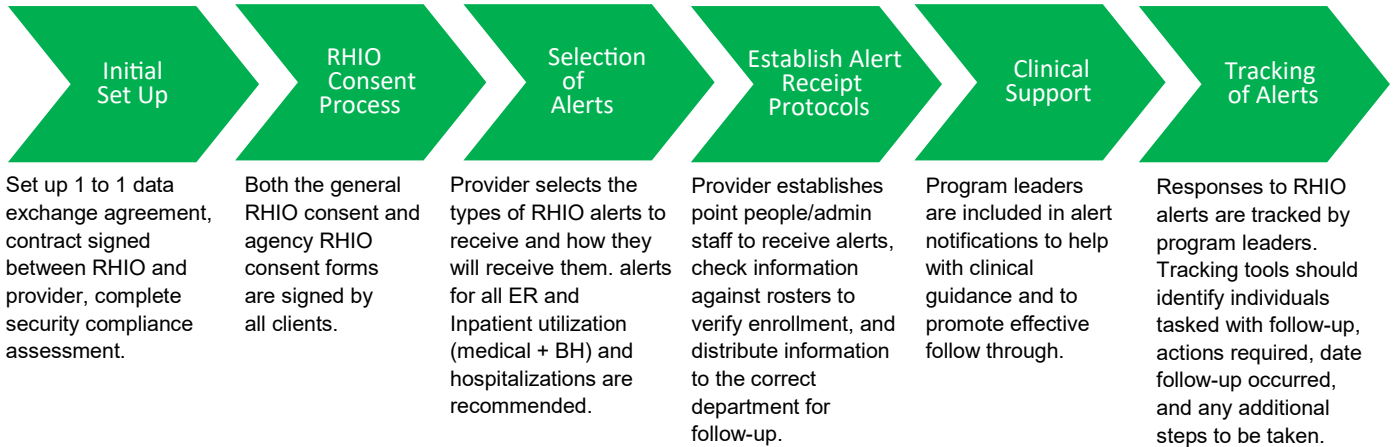 Initial
Set Up
RHIO
Consent
Process
Selection
of
Alerts
Establish Alert
Receipt
Protocols
Clinical
Support
Tracking
of Alerts
Set up 1 to 1 data
exchange agreement,
contract signed
between RHIO and
provider, complete
security compliance
assessment.
Both the general
RHIO consent and
agency RHIO
consent forms
are signed by
all clients.
Provider selects the
types of RHIO alerts to
receive and how they
will receive them. alerts
for all ER and
Inpatient utilization
(medical + BH) and
hospitalizations are
recommended.
Provider establishes
point people/admin
staff to receive alerts,
check information
against rosters to
verify enrollment, and
distribute information
to the correct
department for
follow-up.
Program leaders
are included in alert
notifications to help
with clinical
guidance and to
promote effective
follow through.
Responses to RHIO
alerts are tracked by
program leaders.
Tracking tools should
identify individuals
tasked with follow-up,
actions required, date
follow-up occurred,
and any additional
steps to be taken.